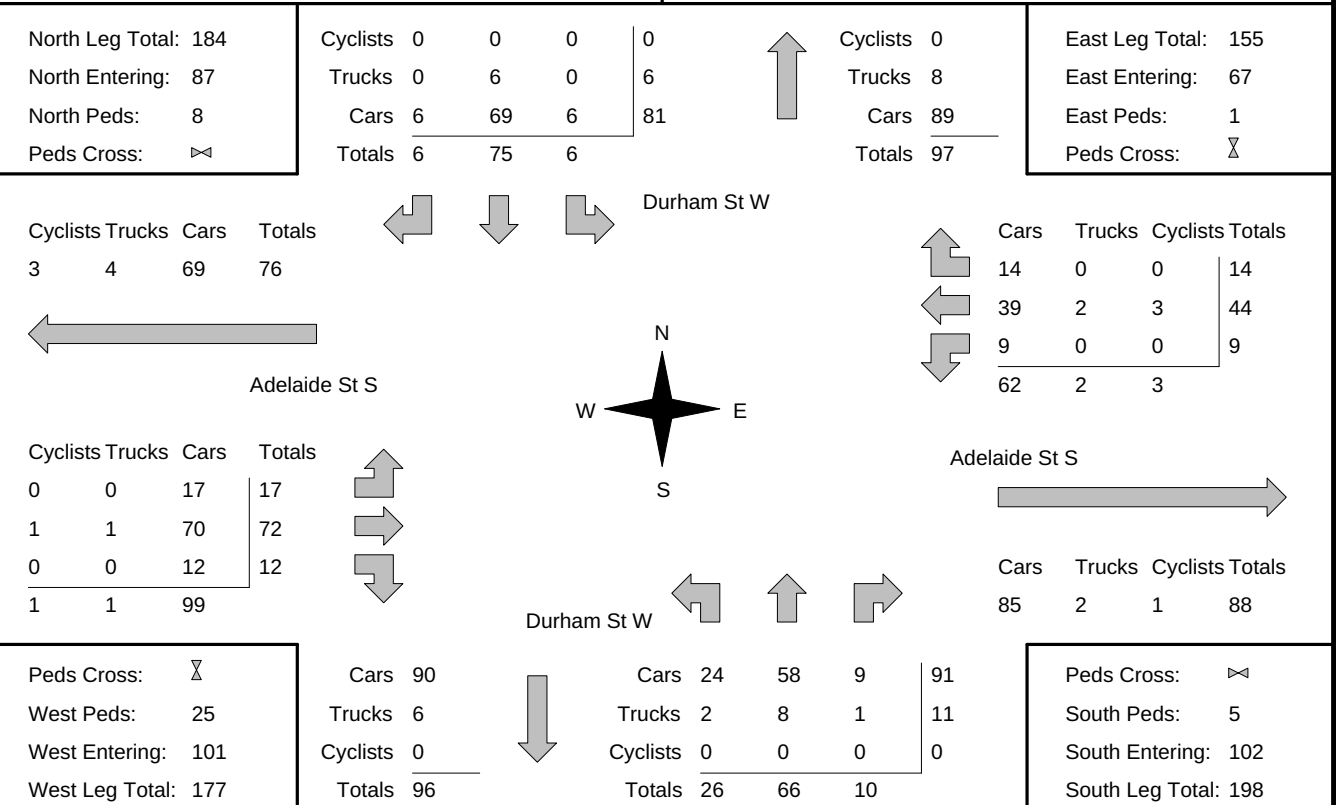 North Leg Total: 184
North Entering: 87
North Peds: 8
Peds Cross:
Cyclists 0 0 0 0
Trucks 0 6 0 6
Cars 6 69 6 81
Totals 6 75 6
Cyclists 0
Trucks 8
Cars 89
Totals 97
East Leg Total: 155
East Entering: 67
East Peds: 1
Peds Cross:
Durham St W
Cyclists Trucks Cars Totals
3 4 69 76
Adelaide St S
Cars Trucks Cyclists Totals
14 0 0 14
39 2 3 44
9 0 0 9
62 2 3
N
W E
S
Cyclists Trucks Cars Totals
0 0 17 17
1 1 70 72
0 0 12 12
1 1 99
Adelaide St S
Cars Trucks Cyclists Totals
85 2 1 88
Durham St W
Peds Cross:
West Peds: 25
West Entering: 101
West Leg Total: 177
Cars 90
Trucks 6
Cyclists 0
Totals 96
Cars 24 58 9 91
Trucks 2 8 1 11
Cyclists 0 0 0 0
Totals 26 66 10
Peds Cross:
South Peds: 5
South Entering: 102
South Leg Total: 198